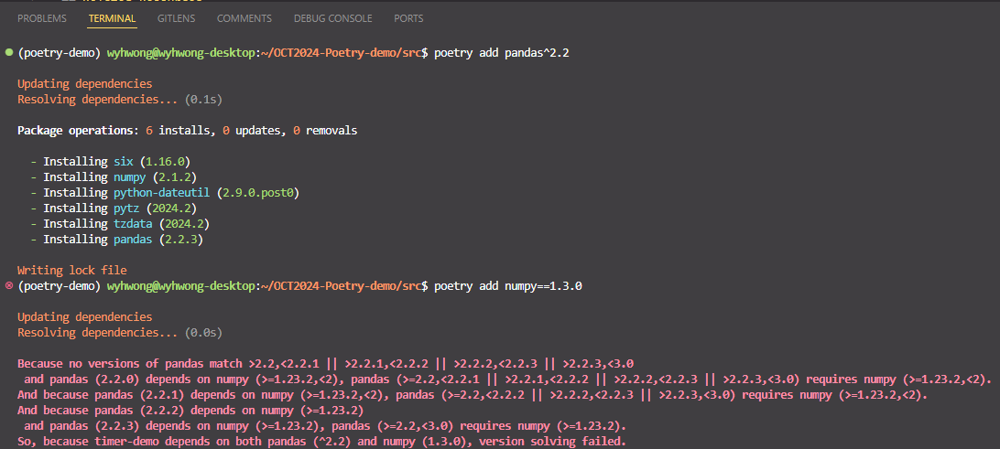 PROBLEMS TERMINAL GITLENS COMMENTS DEBUG CONSOLE PORTS
(poetry-demo) wyhwong@wyhwong-desktop:~/OCT2024-Poetry-demo/src$ poetry add pandas^2.2
Updating dependencies
Resolving dependencies... (0.1s)
Package operations: 6 installs, 0 updates, 0 removals
- Installing six (1.16.0)
- Installing numpy (2.1.2)
- Installing python-dateutil (2.9.0.post0)
- Installing pytz (2024.2)
- Installing tzdata (2024.2)
- Installing pandas (2.2.3)
Writing lock file
(poetry-demo) wyhwong@wyhwong-desktop:~/OCT2024-Poetry-demo/src$ poetry add numpy==1.3.0
Updating dependencies
Resolving dependencies... (0.0s)
Because no versions of pandas match >2.2,<2.2.1 || >2.2.1,<2.2.2 || >2.2.2,<2.2.3 || >2.2.3,<3.0
and pandas (2.2.0) depends on numpy (>=1.23.2,<2), pandas (>=2.2,<2.2.1 || >2.2.1,<2.2.2 || >2.2.2,<2.2.3 || >2.2.3,<3.0) requires numpy (>=1.23.2,<2).
And because pandas (2.2.1) depends on numpy (>=1.23.2,<2), pandas (>=2.2,<2.2.2 || >2.2.2,<2.2.3 || >2.2.3,<3.0) requires numpy (>=1.23.2,<2).
And because pandas (2.2.2) depends on numpy (>=1.23.2)
and pandas (2.2.3) depends on numpy (>=1.23.2), pandas (>=2.2,<3.0) requires numpy (>=1.23.2).
So, because timer-demo depends on both pandas (^2.2) and numpy (1.3.0), version solving failed.